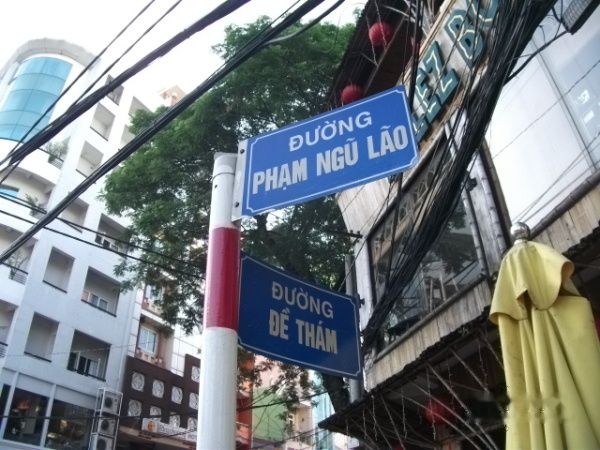 ĐƯỜNG
PHẠM NGŨ LÃO
ĐƯỜNG
ĐỀ THÁM